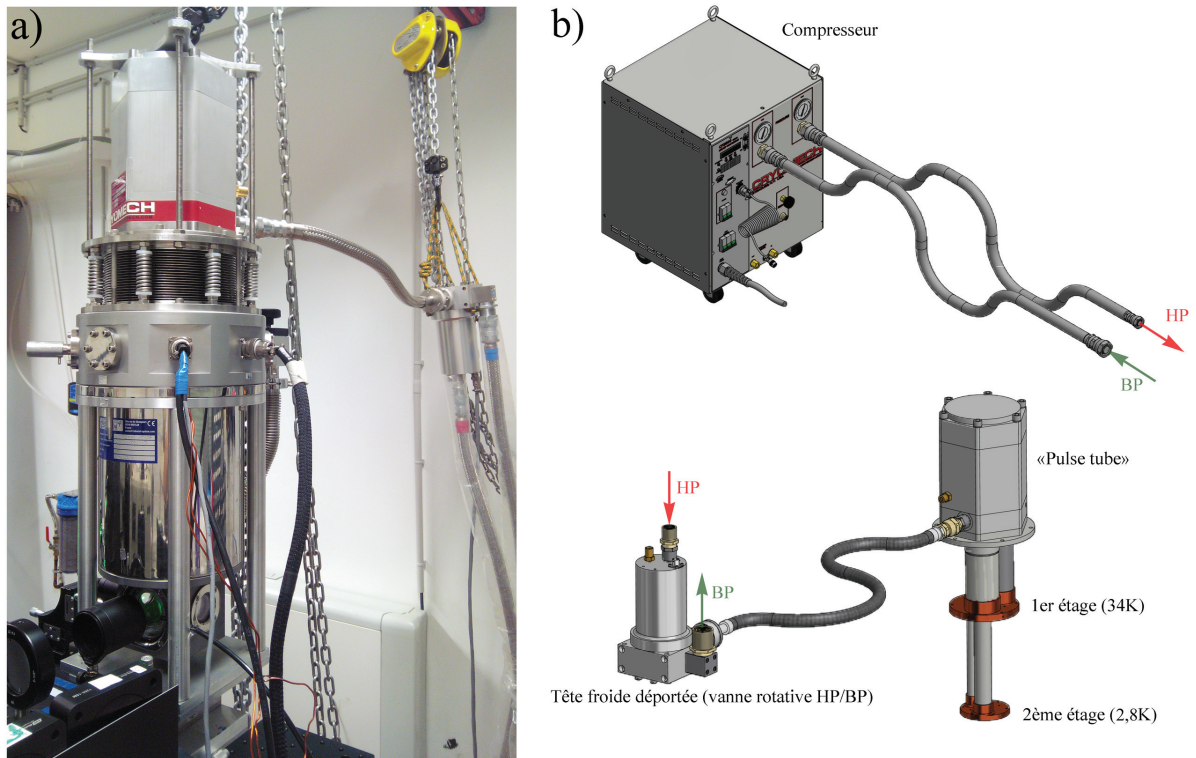 a)
b)
Compresseur
CRYOMECH
HP
BP
«Pulse tube»
HP
BP
1er étage (34K)
Tête froide déportée (vanne rotative HP/BP)
2ème étage (2,8K)